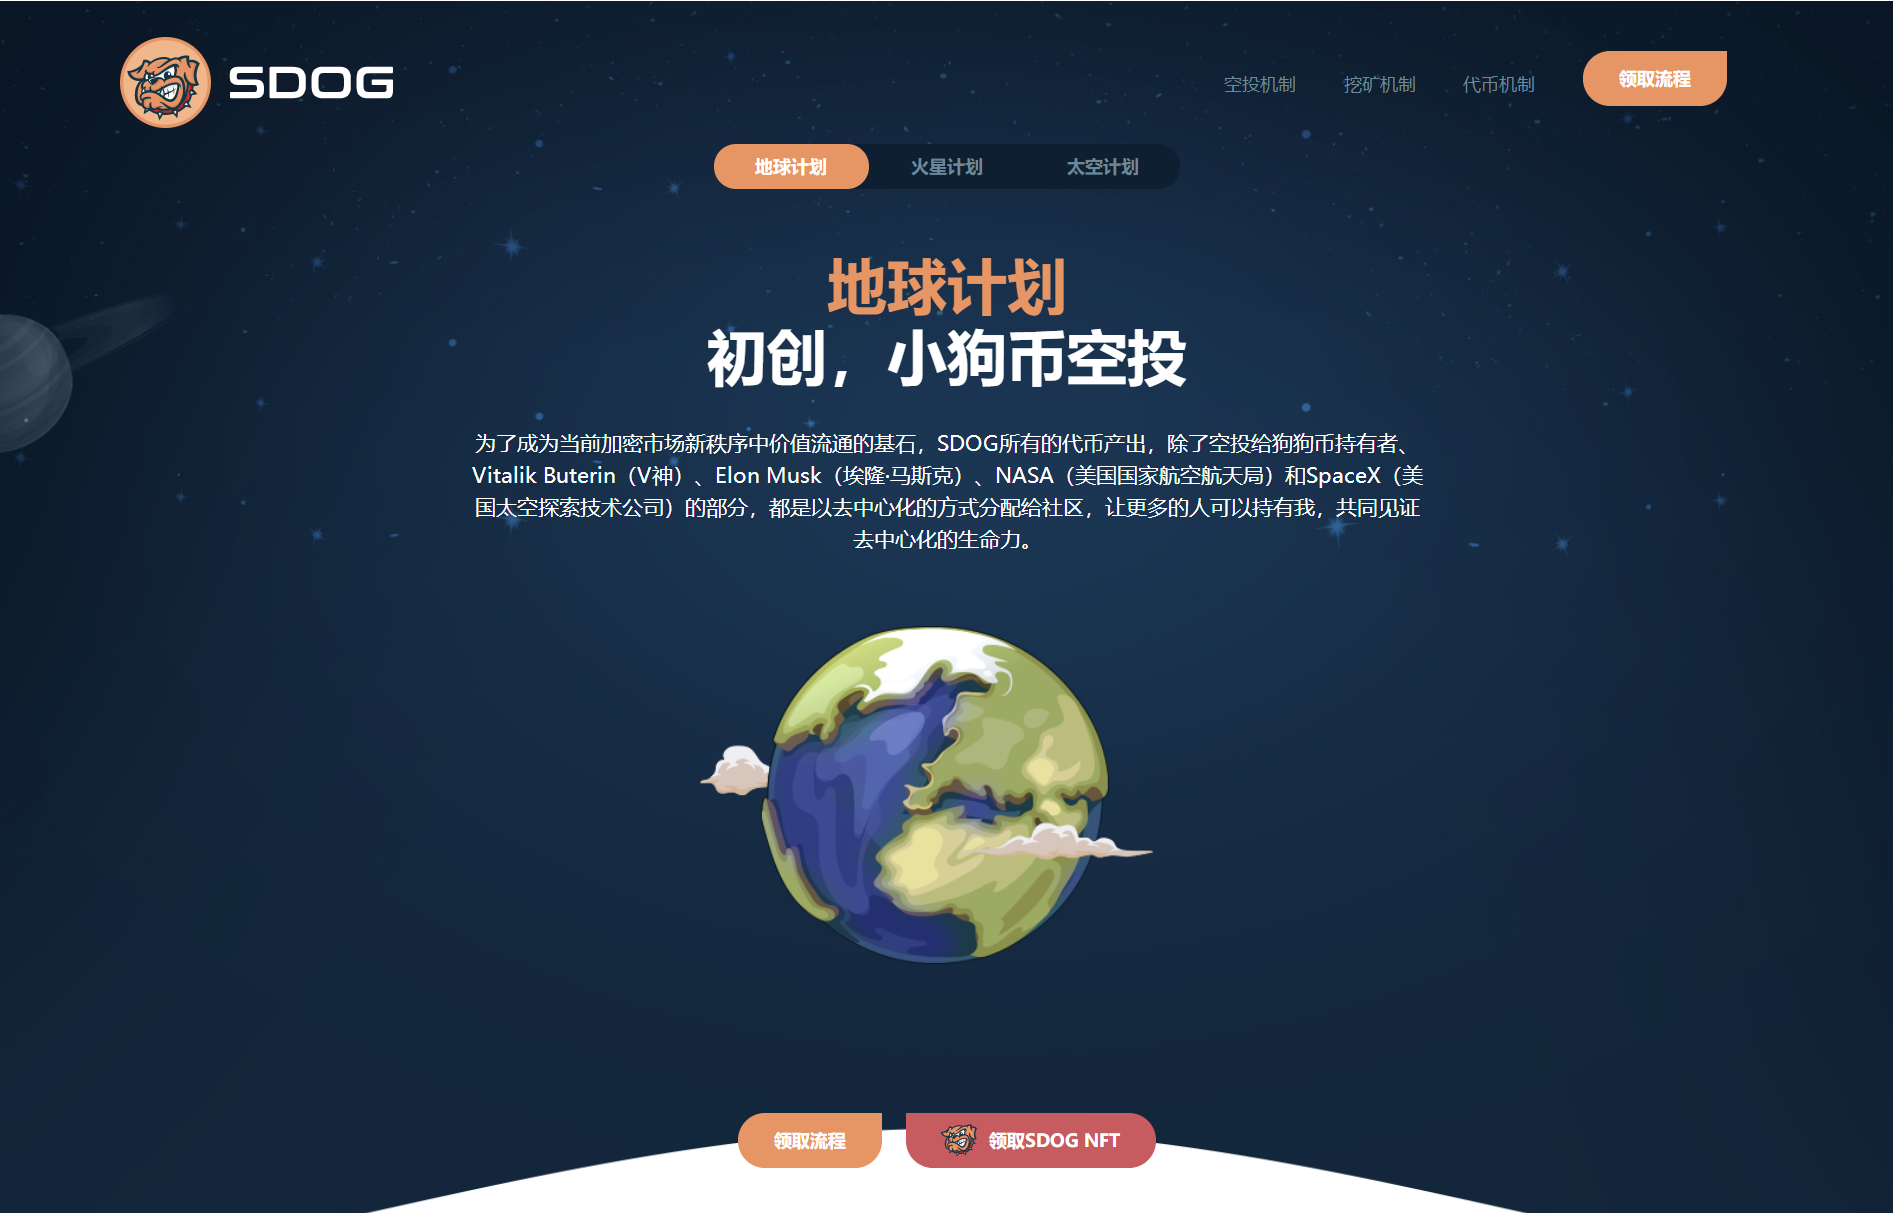 SDOG
空投机制
挖矿机制
代币机制
领取流程
地球计划
火星计划
太空计划
地球计划
初创，小狗币空投
为了成为当前加密市场新秩序中价值流通的基石，SDOG所有的代币产出，除了空投给狗狗币持有者、
Vitalik Buterin（V神）、Elon Musk（埃隆·马斯克）、NASA（美国国家航空航天局）和SpaceX（美
国太空探索技术公司）的部分，都是以去中心化的方式分配给社区，让更多的人可以持有我，共同见证
去中心化的生命力。
领取流程
领取SDOG NFT